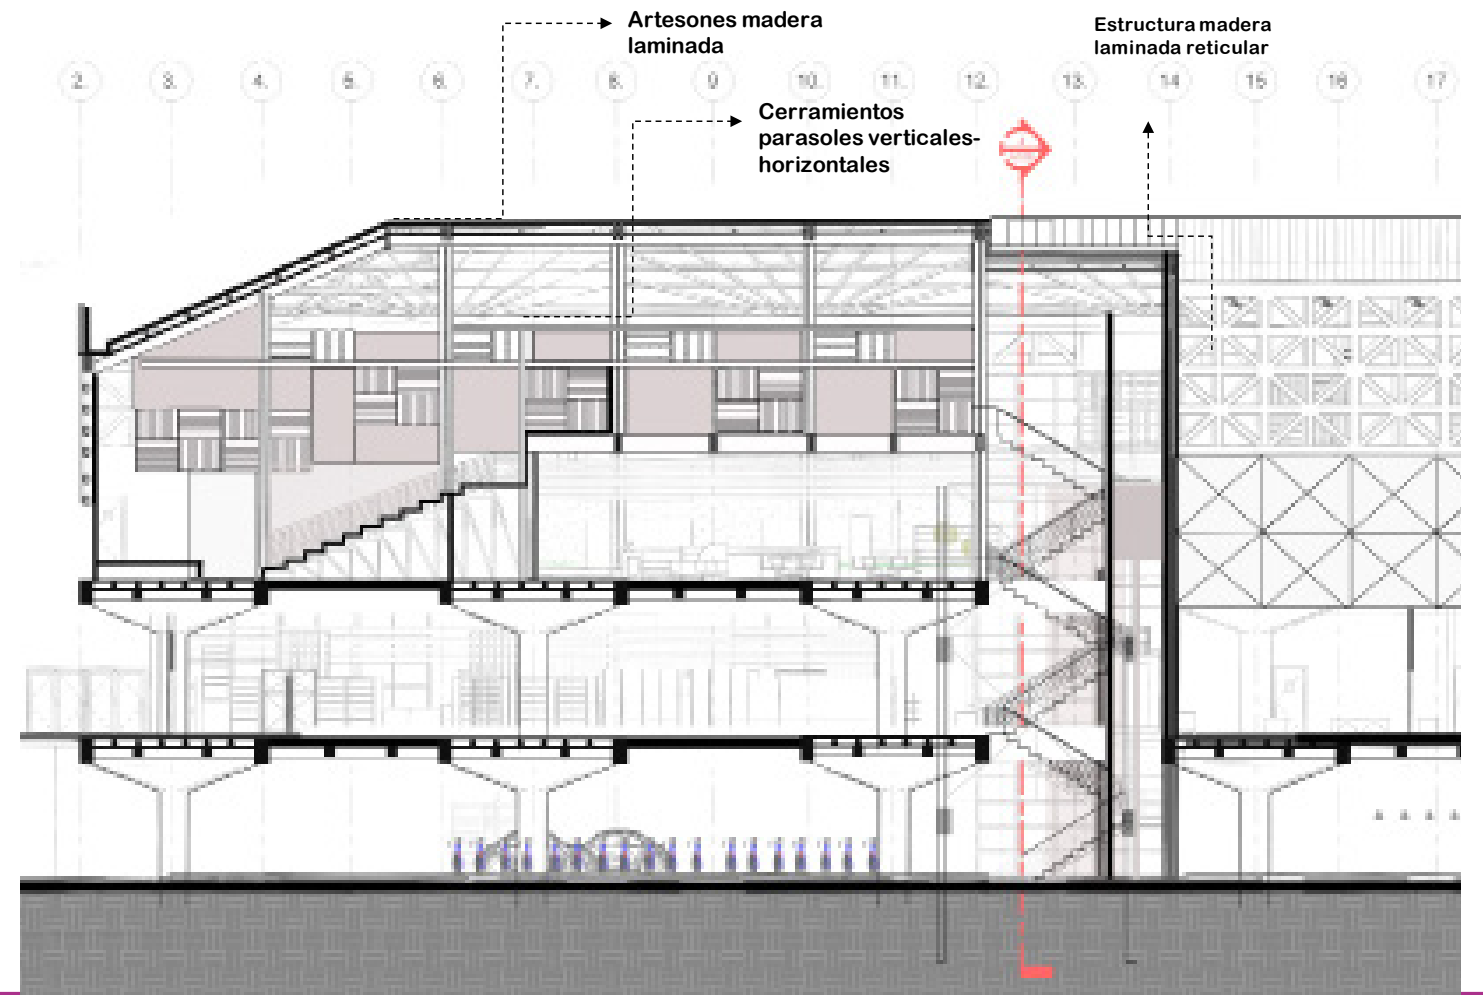 Artesones madera
laminada
Estructura madera
laminada reticular
2. 3. 4. 5. 6. 7. 8. 9 10. 11. 12. 13. 14 15 16 17
Cerramientos
parasoles verticales-
horizontales